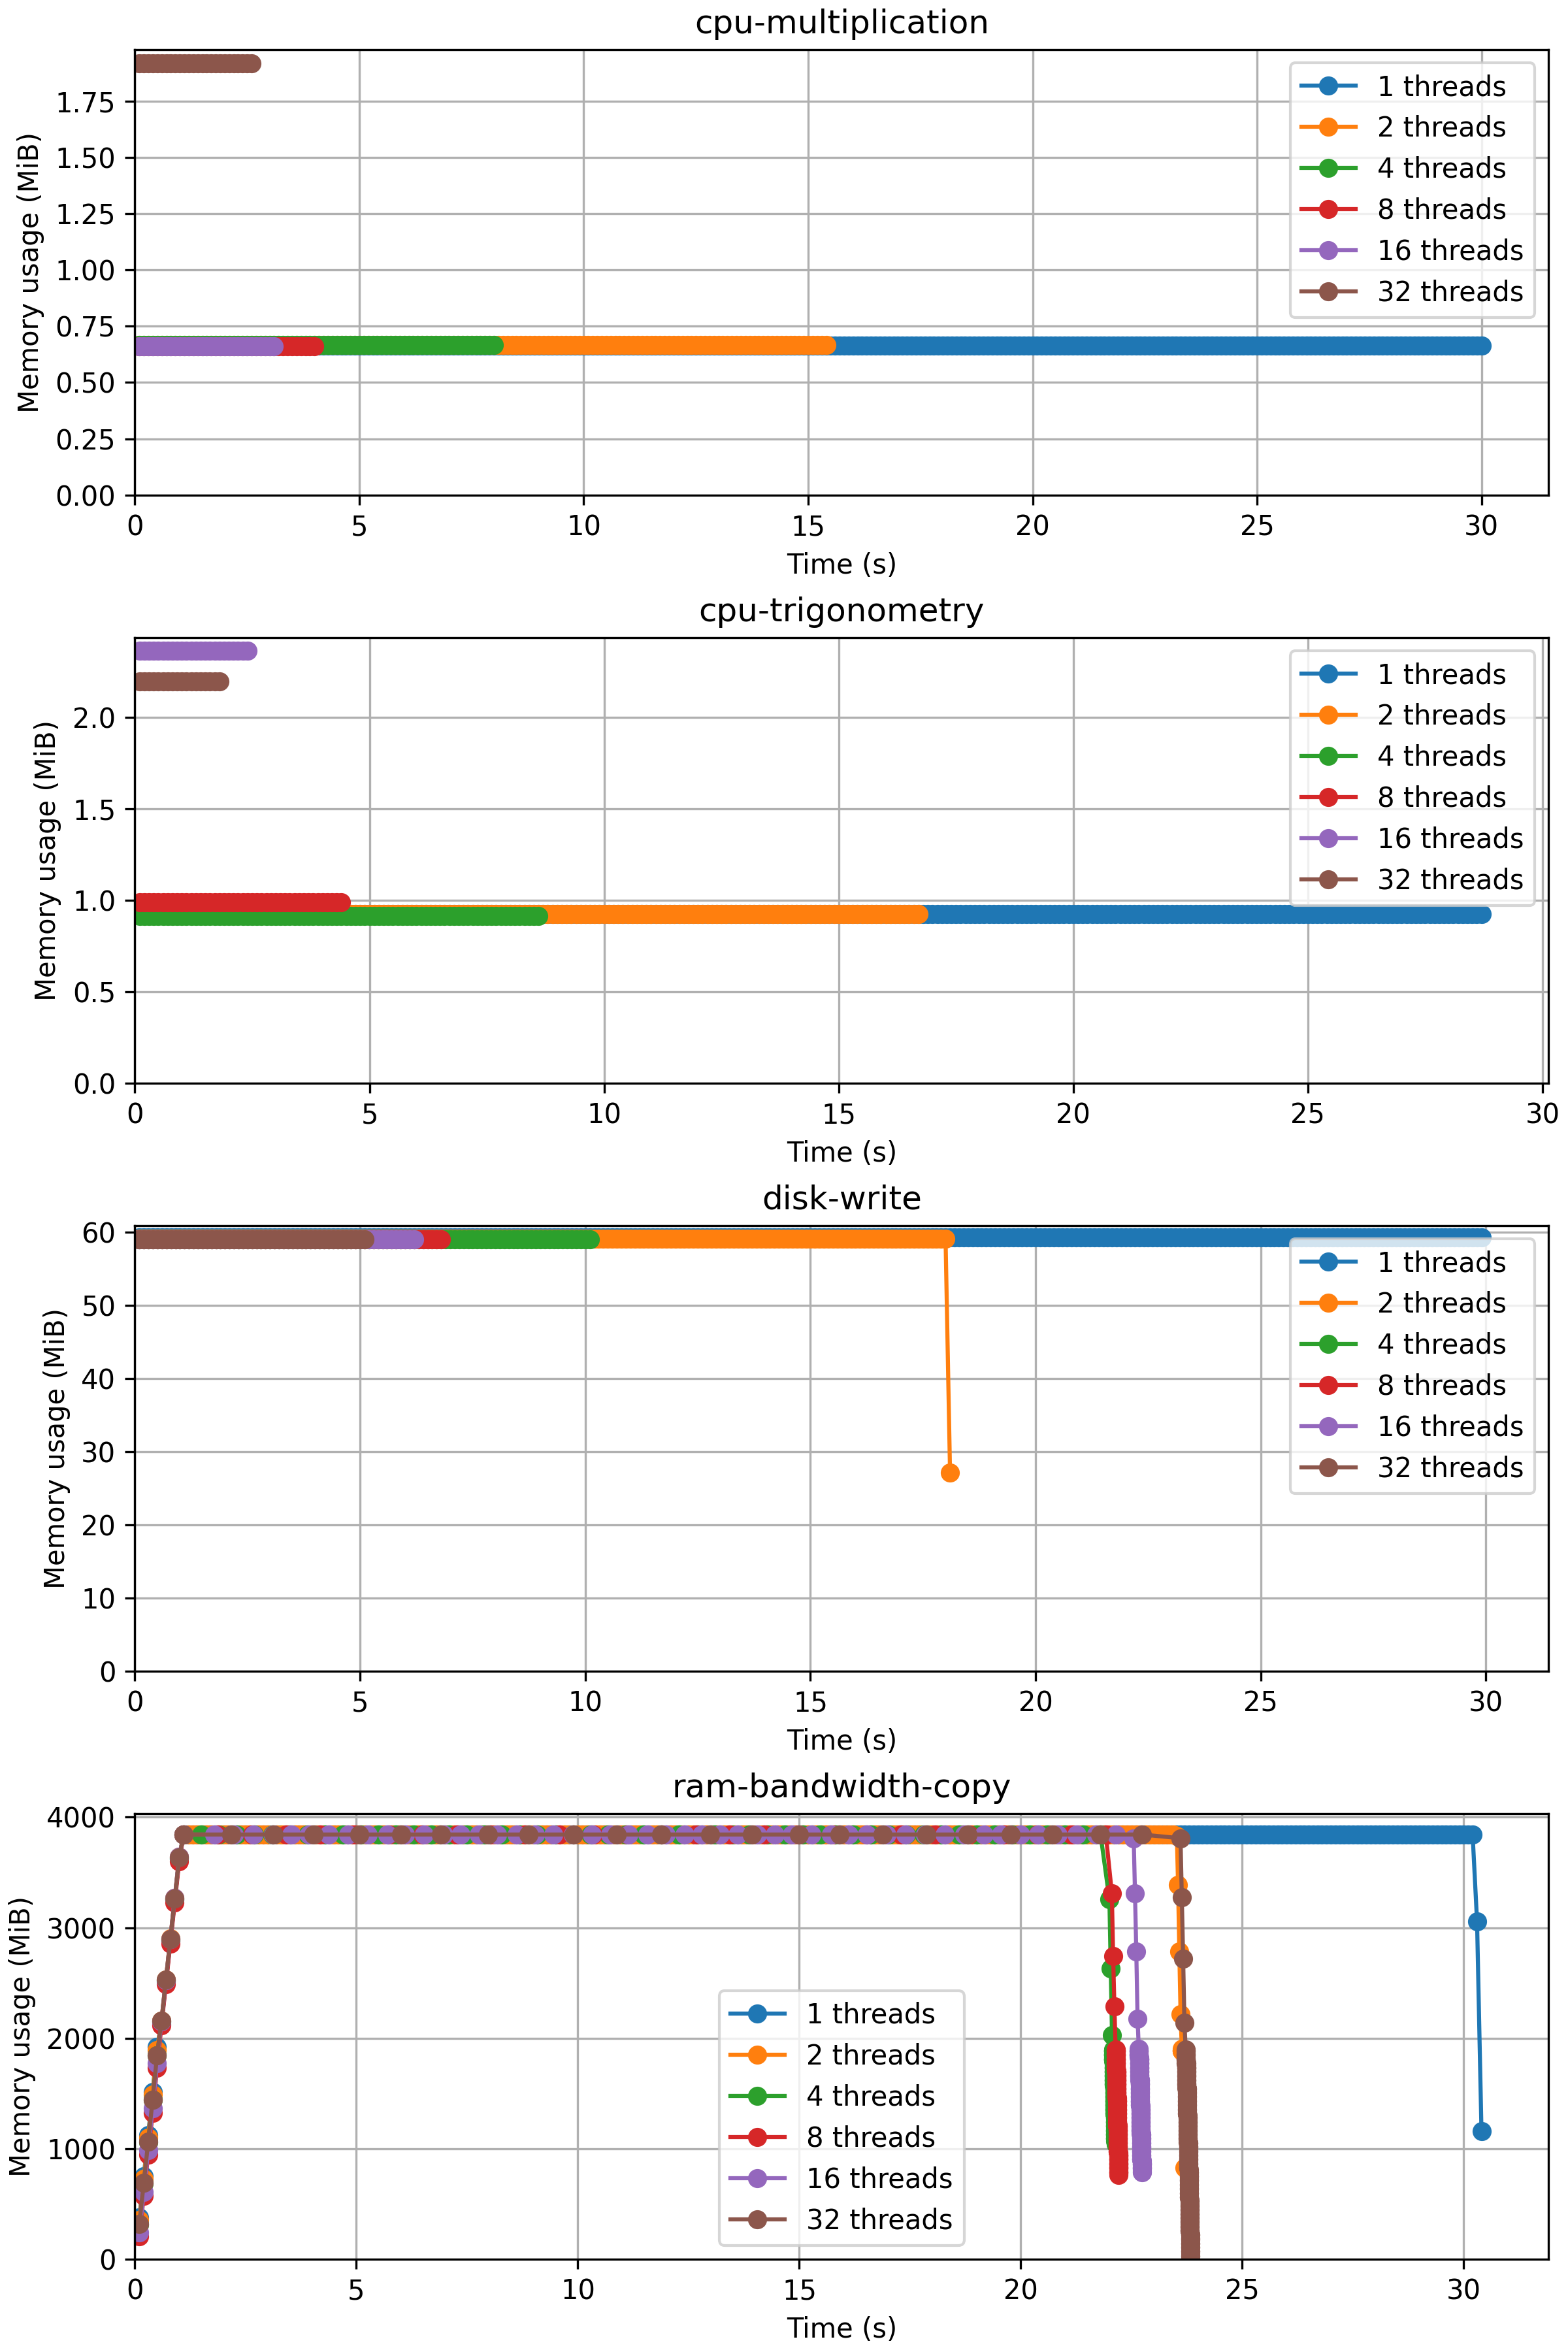 cpu-multiplication
Memory usage (MiB)
1.75
1.50
1.25
1.00
0.75
0.50
0.25
0.00
1 threads
2 threads
4 threads
8 threads
16 threads
32 threads
0 5 10 15 20 25 30
Time (s)
cpu-trigonometry
Memory usage (MiB)
2.0
1.5
1.0
0.5
0.0
1 threads
2 threads
4 threads
8 threads
16 threads
32 threads
0 5 10 15 20 25 30
Time (s)
disk-write
Memory usage (MiB)
60
50
40
30
20
10
0
1 threads
2 threads
4 threads
8 threads
16 threads
32 threads
0 5 10 15 20 25 30
Time (s)
ram-bandwidth-copy
Memory usage (MiB)
4000
3000
2000
1000
0
1 threads
2 threads
4 threads
8 threads
16 threads
32 threads
0 5 10 15 20 25 30
Time (s)